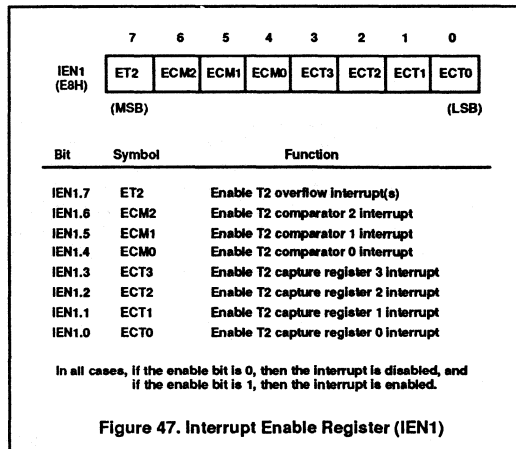 7 6 5 4 3 2 1 0
IEN1 (E8H) ET2 ECM2 ECM1 ECM0 ECT3 ECT2 ECT1 ECT0
(MSB) (LSB)
Bit Symbol Function
IEN1.7 ET2 Enable T2 overflow interrupt(s)
IEN1.6 ECM2 Enable T2 comparator 2 interrupt
IEN1.5 ECM1 Enable T2 comparator 1 interrupt
IEN1.4 ECM0 Enable T2 comparator 0 interrupt
IEN1.3 ECT3 Enable T2 capture register 3 interrupt
IEN1.2 ECT2 Enable T2 capture register 2 interrupt
IEN1.1 ECT1 Enable T2 capture register 1 interrupt
IEN1.0 ECT0 Enable T2 capture register 0 interrupt
In all cases, if the enable bit is 0, then the interrupt is disabled, and
if the enable bit is 1, then the interrupt is enabled.
Figure 47. Interrupt Enable Register (IEN1)